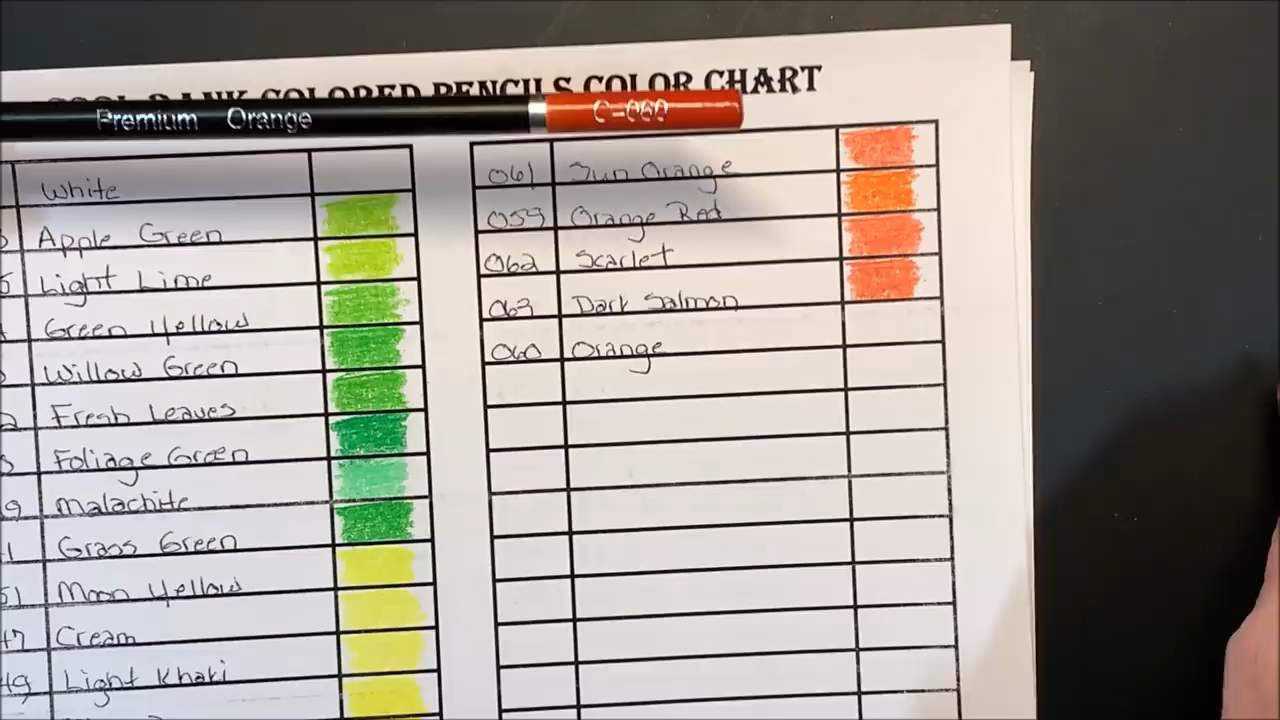 COLORED PENCILS COLOR CHART
Premium Orange C-060
White
Apple Green
Light Lime
Green Yellow
Willow Green
Fresh Leaves
Foliage Green
Malachite
Grass Green
Moon Yellow
Cream
Light Khaki
061 Sun Orange
059 Orange Red
062 Scarlet
063 Dark Salmon
060 Orange